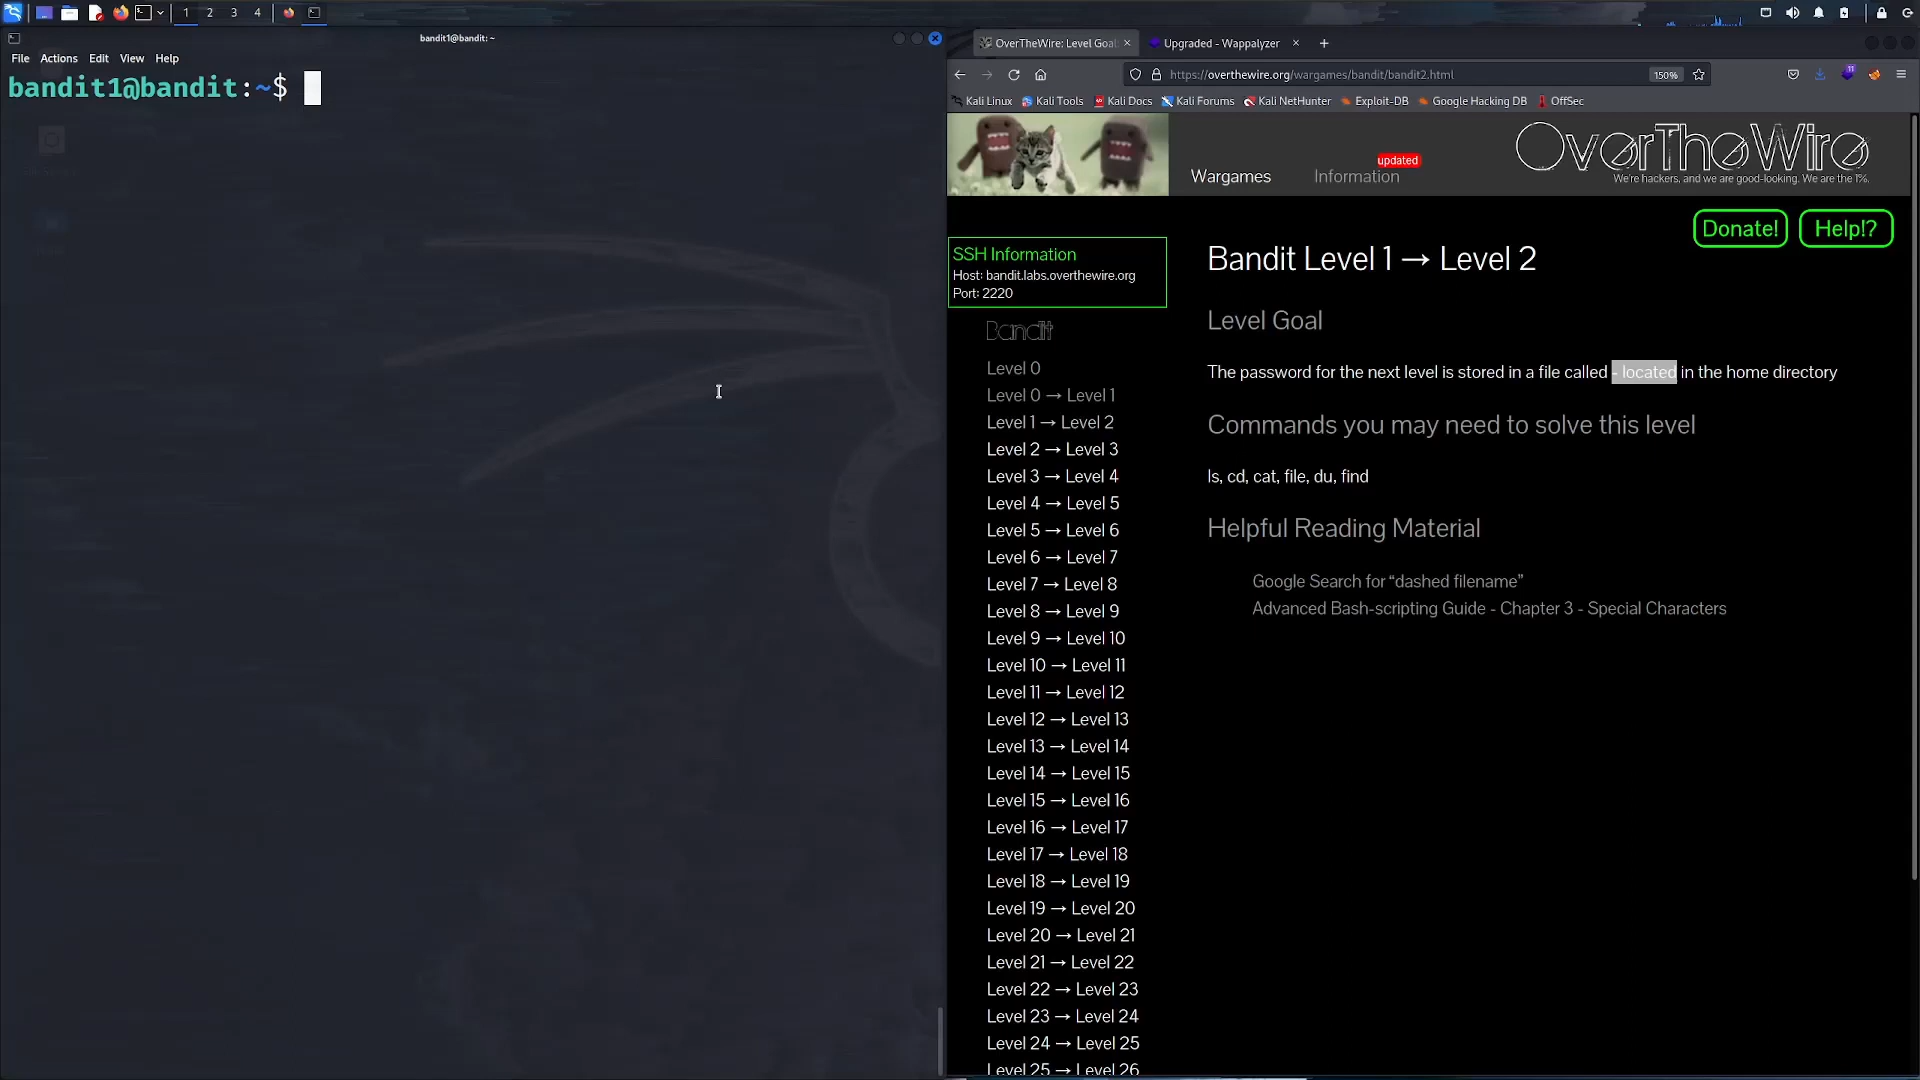 1 2 3 4
bandit1@bandit: ~
File Actions Edit View Help
bandit1@bandit:~$
OverTheWire: Level Goal
Upgraded - Wappalyzer
https://overthewire.org/wargames/bandit/bandit2.html
150%
11
Kali Linux Kali Tools Kali Docs Kali Forums Kali NetHunter Exploit-DB Google Hacking DB OffSec
Wargames
Information
updated
OverTheWire
We're hackers, and we are good-looking. We are the 1%.
Donate! Help!?
SSH Information
Host: bandit.labs.overthewire.org
Port: 2220
Bandit
Level 0
Level 0 → Level 1
Level 1 → Level 2
Level 2 → Level 3
Level 3 → Level 4
Level 4 → Level 5
Level 5 → Level 6
Level 6 → Level 7
Level 7 → Level 8
Level 8 → Level 9
Level 9 → Level 10
Level 10 → Level 11
Level 11 → Level 12
Level 12 → Level 13
Level 13 → Level 14
Level 14 → Level 15
Level 15 → Level 16
Level 16 → Level 17
Level 17 → Level 18
Level 18 → Level 19
Level 19 → Level 20
Level 20 → Level 21
Level 21 → Level 22
Level 22 → Level 23
Level 23 → Level 24
Level 24 → Level 25
Level 25 → Level 26
Bandit Level 1 → Level 2
Level Goal
The password for the next level is stored in a file called - located in the home directory
Commands you may need to solve this level
ls, cd, cat, file, du, find
Helpful Reading Material
Google Search for “dashed filename”
Advanced Bash-scripting Guide - Chapter 3 - Special Characters